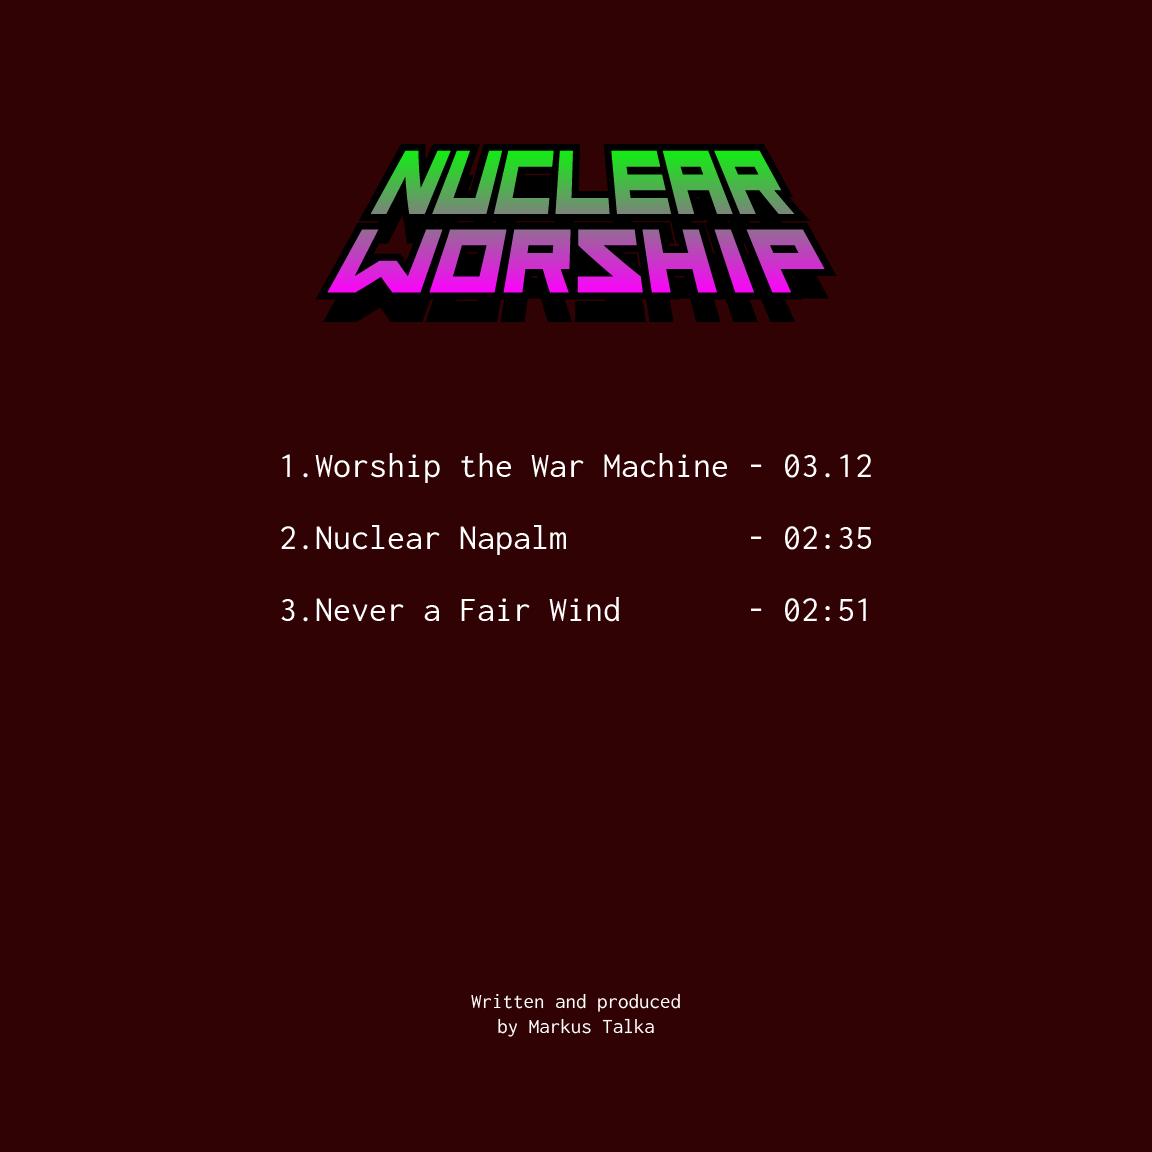 NUCLEAR
WORSHIP
1.Worship the War Machine - 03.12
2.Nuclear Napalm - 02:35
3.Never a Fair Wind - 02:51
Written and produced
by Markus Talka